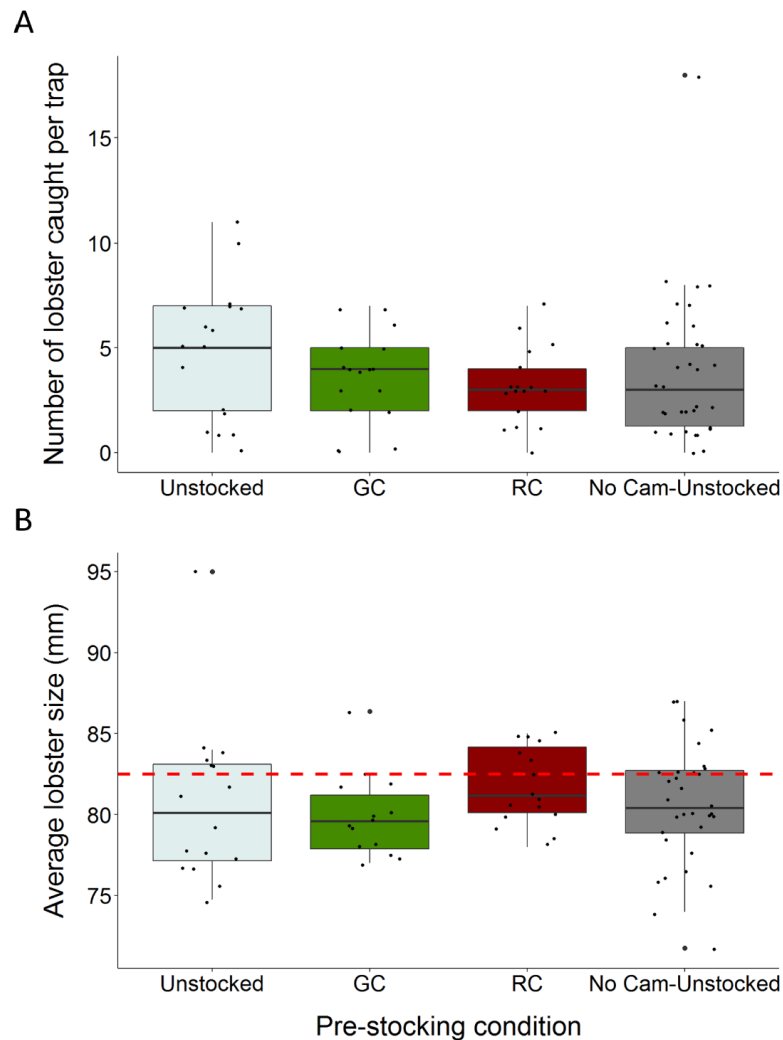 A
Number of lobster caught per trap
15
10
5
0
Unstocked GC RC No Cam-Unstocked
B
Average lobster size (mm)
95
90
85
80
75
Unstocked GC RC No Cam-Unstocked
Pre-stocking condition